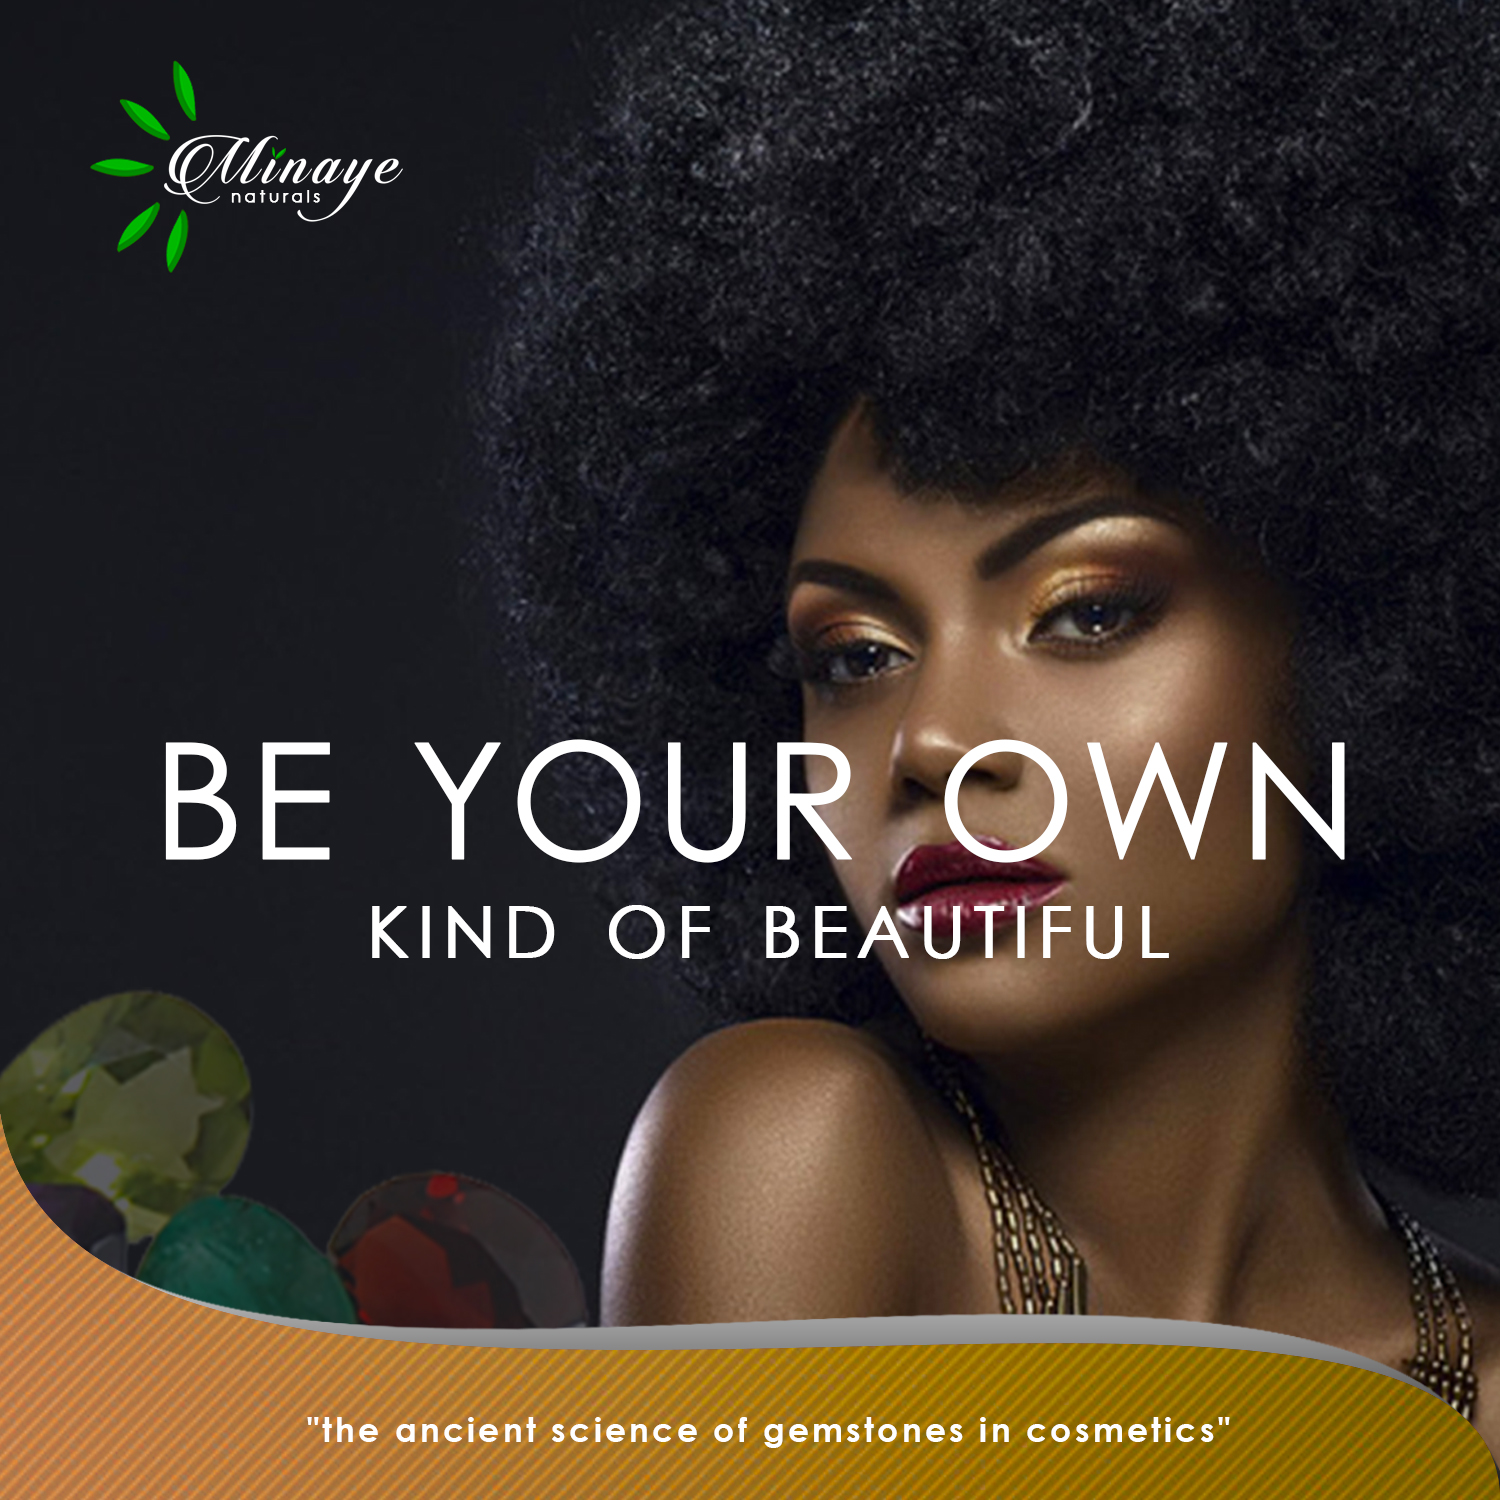 Minaye
naturals
BE YOUR OWN
KIND OF BEAUTIFUL
"the ancient science of gemstones in cosmetics"